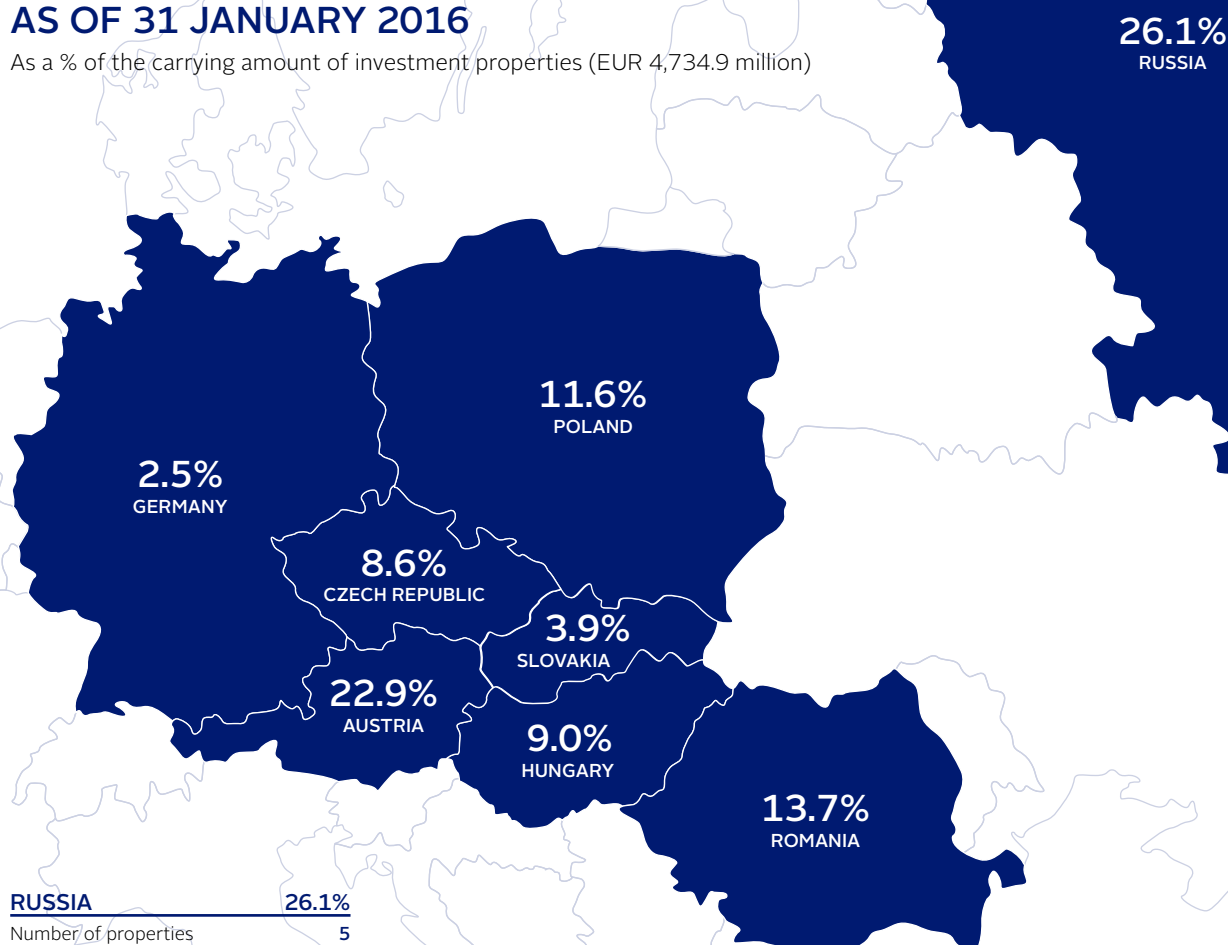 AS OF 31 JANUARY 2016
As a % of the carrying amount of investment properties (EUR 4,734.9 million)
26.1%
RUSSIA
11.6%
POLAND
2.5%
GERMANY
8.6%
CZECH REPUBLIC
3.9%
SLOVAKIA
22.9%
AUSTRIA
9.0%
HUNGARY
13.7%
ROMANIA
RUSSIA 26.1%
Number of properties 5